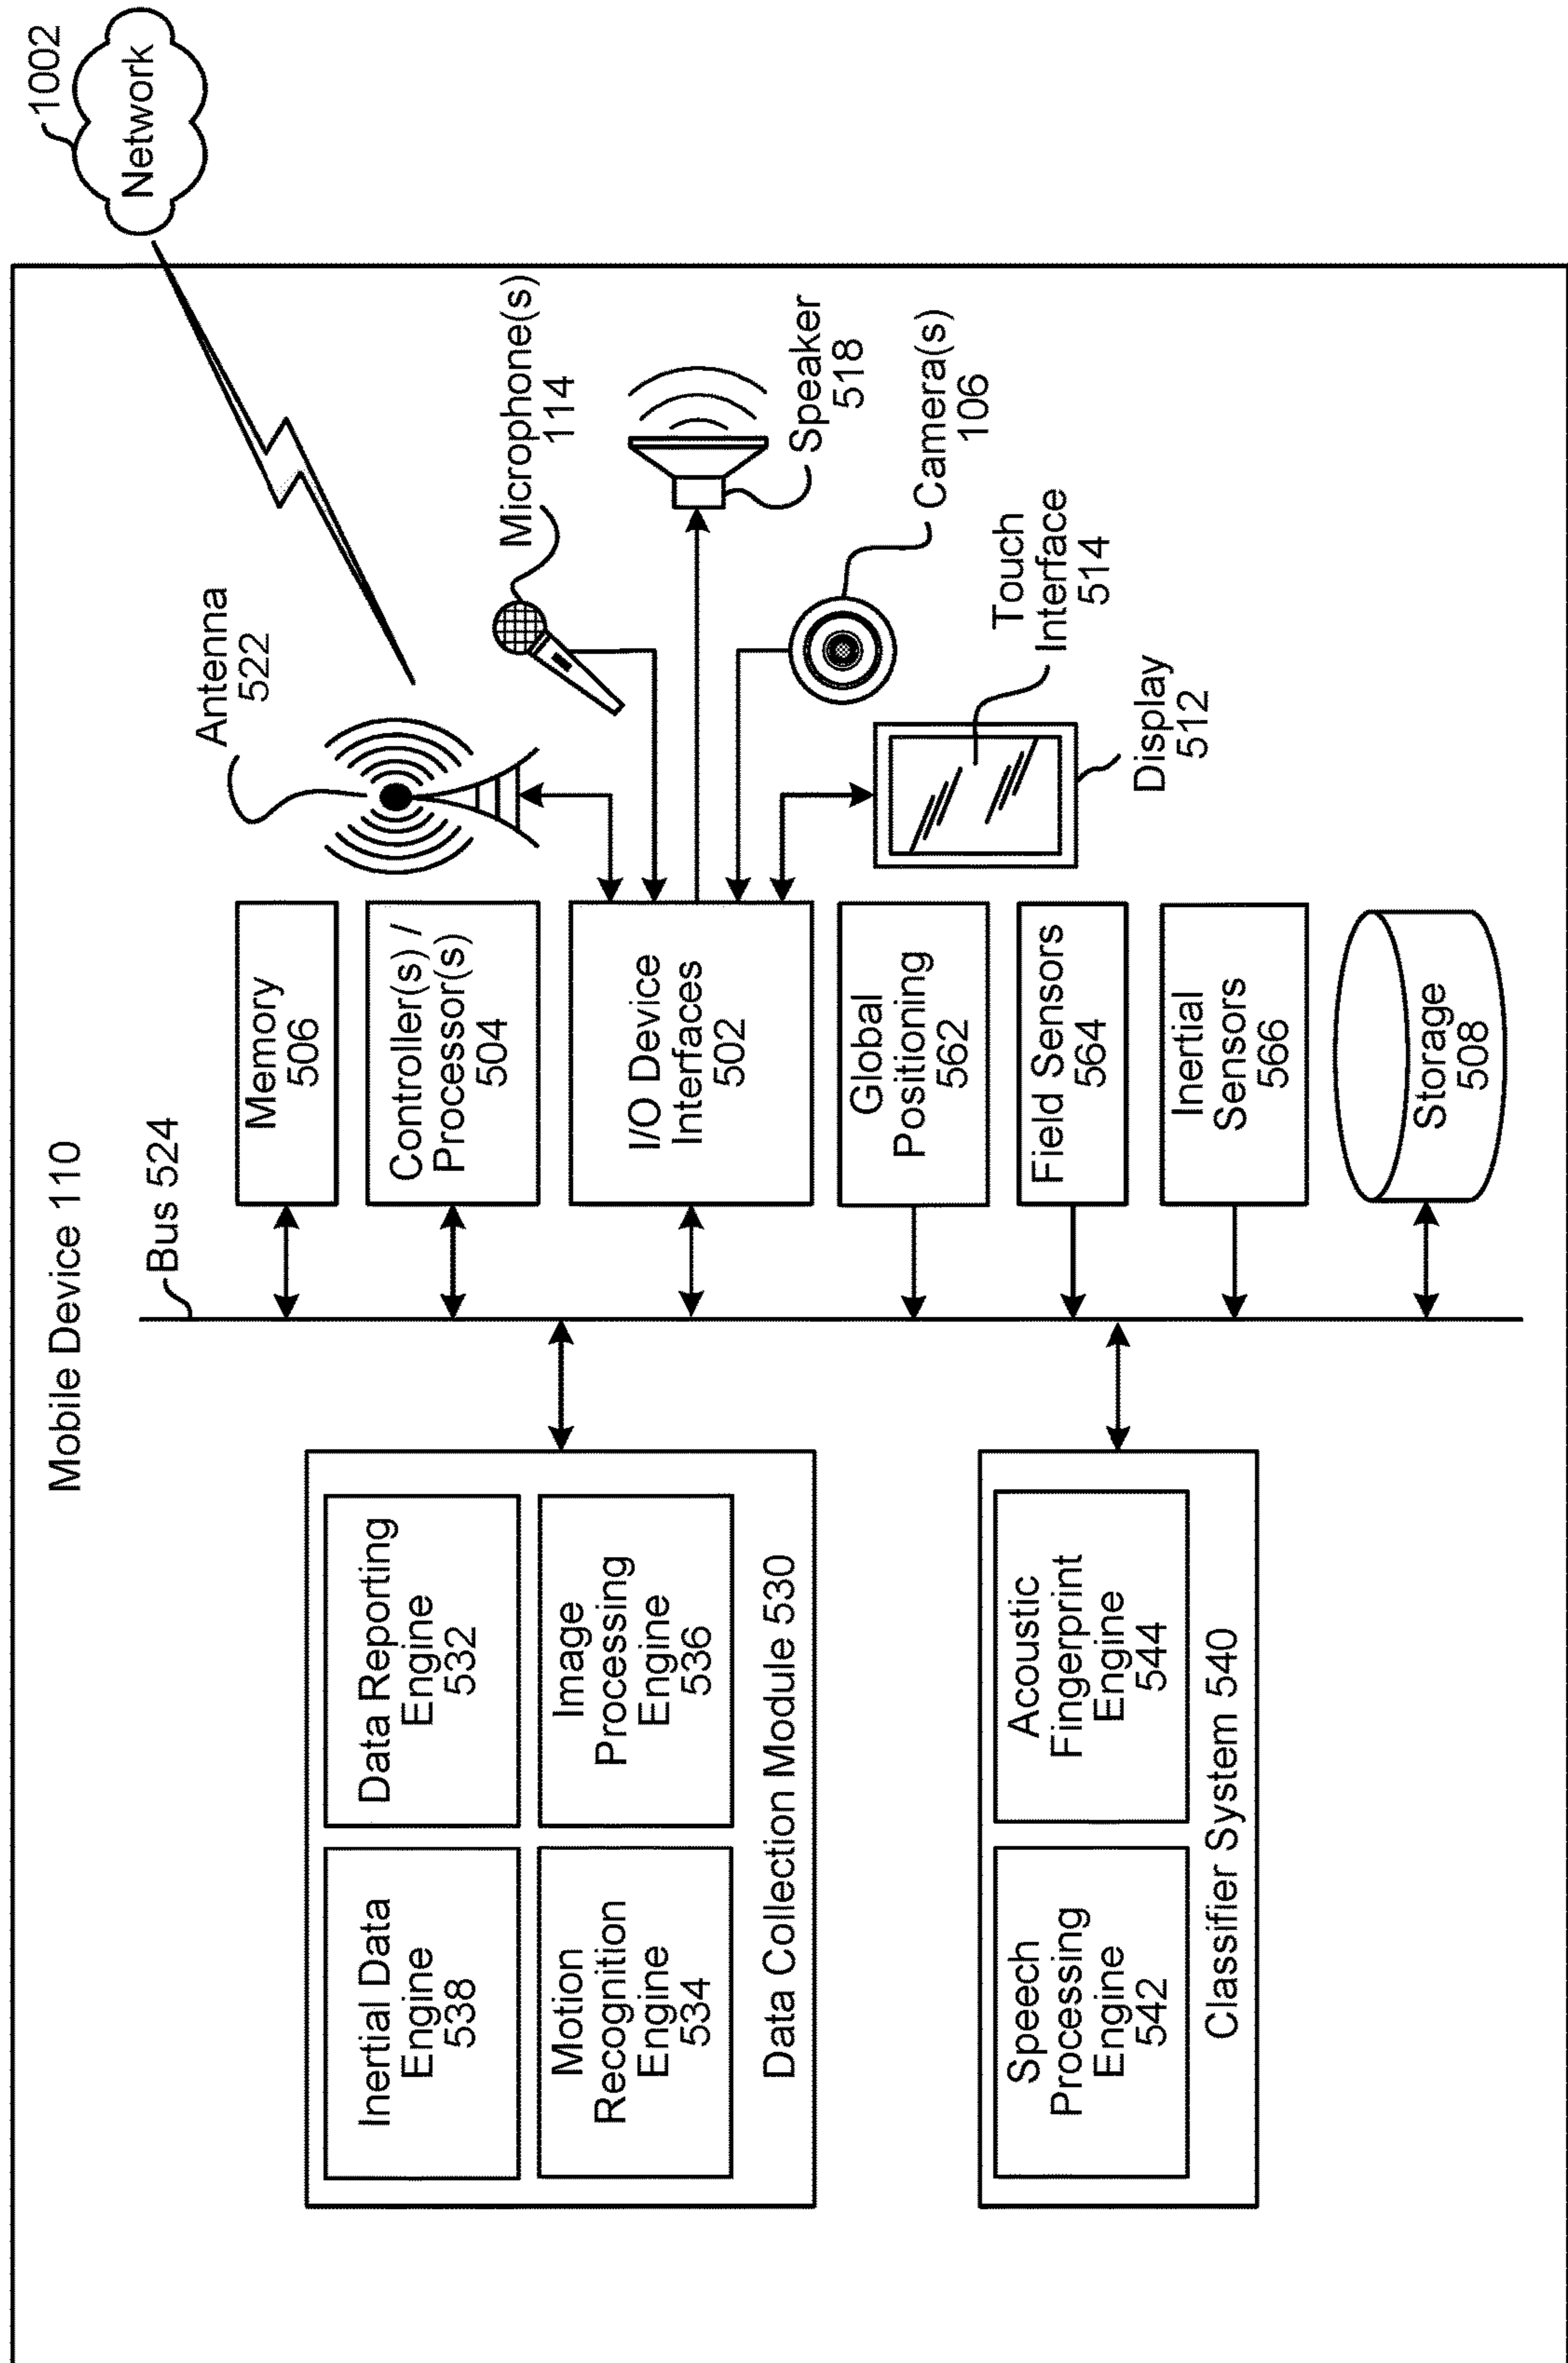 Mobile Device 110
1002
Network
Bus 524
Antenna
522
Microphone(s)
114
Speaker
518
Camera(s)
106
Touch
Interface
514
Display
512
Memory
506
Controller(s) /
Processor(s)
504
I/O Device
Interfaces
502
Global
Positioning
562
Field Sensors
564
Inertial
Sensors
566
Storage
508
Inertial Data
Engine
538
Data Reporting
Engine
532
Motion
Recognition
Engine
534
Image
Processing
Engine
536
Data Collection Module 530
Speech
Processing
Engine
542
Acoustic
Fingerprint
Engine
544
Classifier System 540